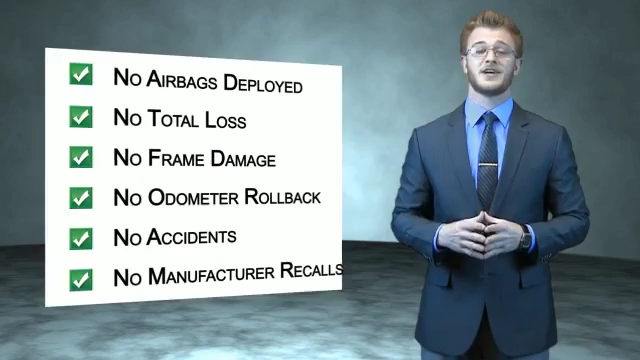 No Airbags Deployed
No Total Loss
No Frame Damage
No Odometer Rollback
No Accidents
No Manufacturer Recalls